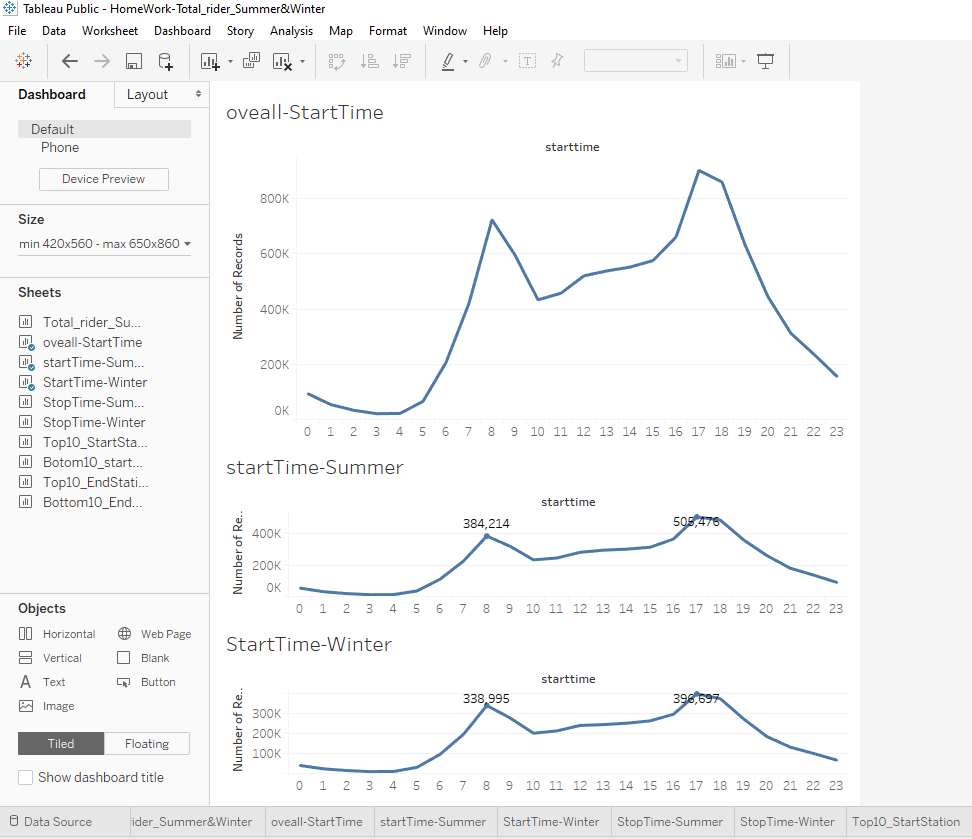 Tableau Public - HomeWork-Total_rider_Summer&Winter
File Data Worksheet Dashboard Story Analysis Map Format Window Help
Dashboard Layout
Default
Phone
Device Preview
Size
min 420x560 - max 650x860
Sheets
Total_rider_Su...
oveall-StartTime
startTime-Sum...
StartTime-Winter
StopTime-Sum...
StopTime-Winter
Top10_StartSta...
Botom10_start...
Top10_EndStati...
Bottom10_End...
Objects
Horizontal Web Page
Vertical Blank
Text Button
Image
Tiled Floating
Show dashboard title
oveall-StartTime
starttime
Number of Records
800K
600K
400K
200K
0K
0 1 2 3 4 5 6 7 8 9 10 11 12 13 14 15 16 17 18 19 20 21 22 23
startTime-Summer
starttime
Number of Re..
384,214 505,476
400K
200K
0K
0 1 2 3 4 5 6 7 8 9 10 11 12 13 14 15 16 17 18 19 20 21 22 23
StartTime-Winter
starttime
Number of Re..
338,995 396,697
300K
200K
100K
0 1 2 3 4 5 6 7 8 9 10 11 12 13 14 15 16 17 18 19 20 21 22 23
Data Source rider_Summer&Winter oveall-StartTime startTime-Summer StartTime-Winter StopTime-Summer StopTime-Winter Top10_StartStation